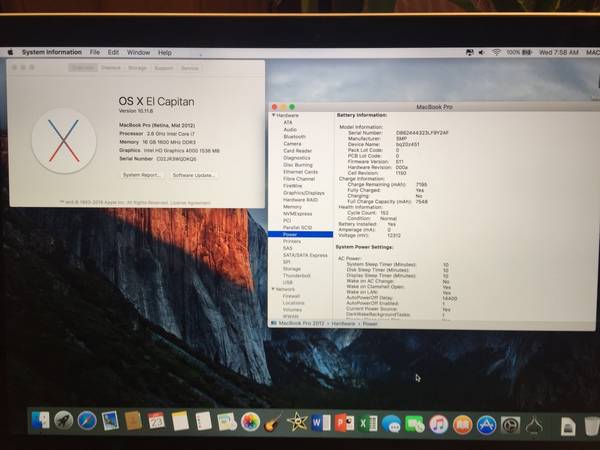 System Information File Edit Window Help
100% Wed 7:58 AM MAC
Overview Displays Storage Support Service
OS X El Capitan
Version 10.11.6
MacBook Pro (Retina, Mid 2012)
Processor 2.6 GHz Intel Core i7
Memory 16 GB 1600 MHz DDR3
Graphics Intel HD Graphics 4000 1536 MB
Serial Number
System Report...
Software Update...
™ and © 1983-2016 Apple Inc. All Rights Reserved. License Agreement
MacBook Pro
Hardware
ATA
Audio
Bluetooth
Camera
Card Reader
Diagnostics
Disc Burning
Ethernet Cards
Fibre Channel
FireWire
Graphics/Displays
Hardware RAID
Memory
NVMExpress
PCI
Parallel SCSI
Power
Printers
SAS
SATA/SATA Express
SPI
Storage
Thunderbolt
USB
Network
Firewall
Locations
Volumes
WWAN
Battery Information:
Model Information:
Serial Number: D862444323LF9Y2AF
Manufacturer: SMP
Device Name: bq20z451
Pack Lot Code: 0
PCB Lot Code: 0
Firmware Version: 511
Hardware Revision: 000a
Cell Revision: 1150
Charge Information:
Charge Remaining (mAh): 7195
Fully Charged: Yes
Charging: No
Full Charge Capacity (mAh): 7548
Health Information:
Cycle Count: 152
Condition: Normal
Battery Installed: Yes
Amperage (mA): 0
Voltage (mV): 12312
System Power Settings:
AC Power:
System Sleep Timer (Minutes): 10
Disk Sleep Timer (Minutes): 10
Display Sleep Timer (Minutes): 10
Wake on AC Change: No
Wake on Clamshell Open: Yes
Wake on LAN: Yes
AutoPowerOff Delay: 14400
AutoPowerOff Enabled: 1
Current Power Source: Yes
DarkWakeBackgroundTasks: 1
MacBook Pro 2012 › Hardware › Power
23